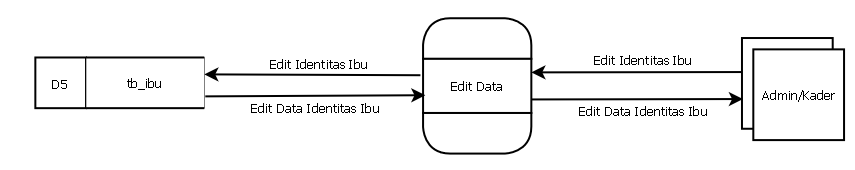 Edit Identitas Ibu
Edit Identitas Ibu
D5
tb_ibu
Edit Data
Admin/Kader
Edit Data Identitas Ibu
Edit Data Identitas Ibu